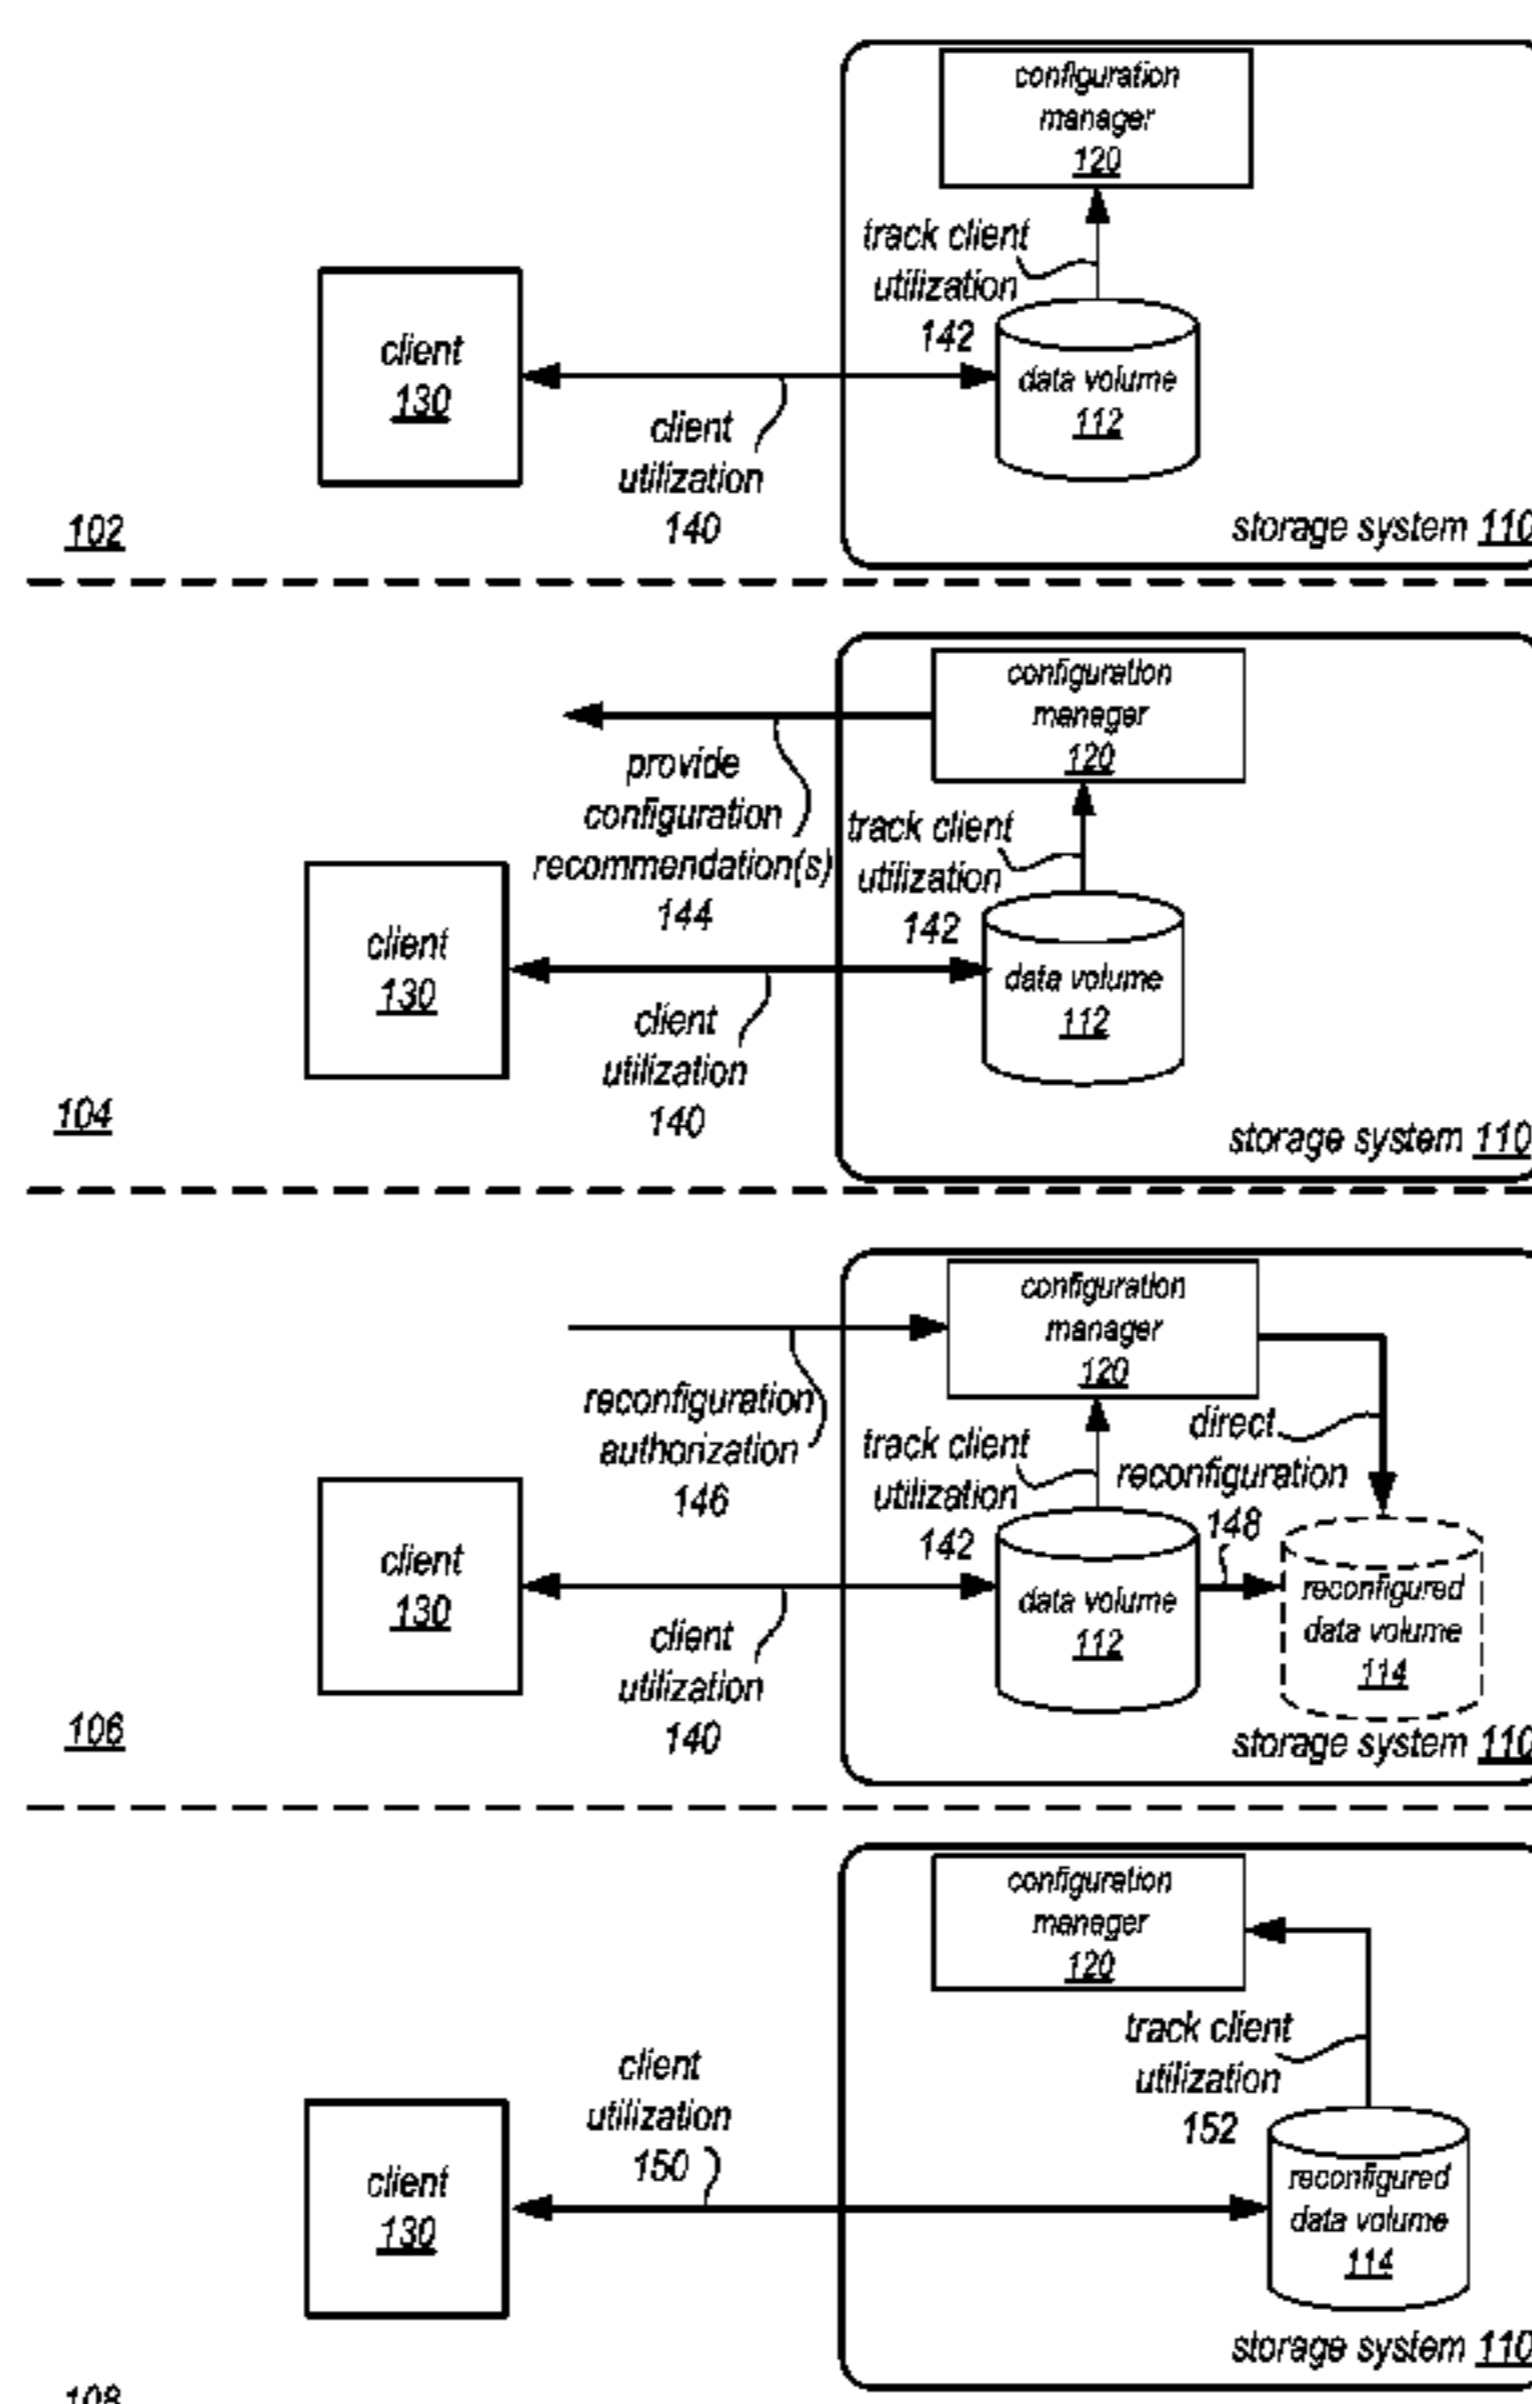 configuration
manager
120
track client
utilization
142
client
130
data volume
112
client
utilization
140
storage system 110
102
configuration
manager
120
provide
configuration
recommendation(s)
144
track client
utilization
142
client
130
data volume
112
client
utilization
140
104
storage system 110
configuration
manager
120
reconfiguration
authorization
146
direct
reconfiguration
148
track client
utilization
142
client
130
data volume
112
reconfigured
data volume
114
client
utilization
140
106
storage system 110
configuration
manager
120
track client
utilization
152
client
utilization
150
client
130
reconfigured
data volume
114
storage system 110
108